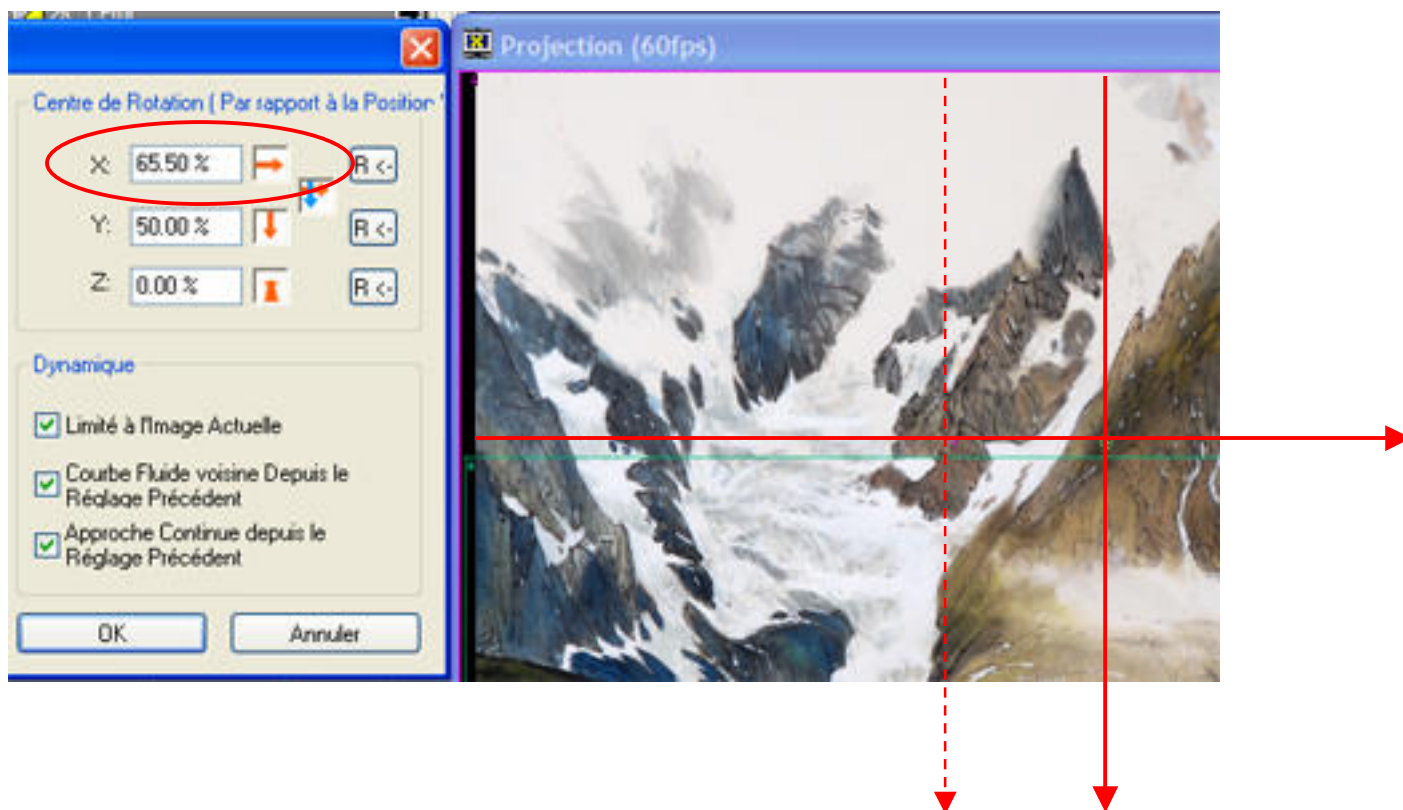 Projection (60fps)
Centre de Rotation ( Par rapport à la Position
X: 65.50 % R <-
Y: 50.00 % R <-
Z: 0.00 % R <-
Dynamique
Limité à l'Image Actuelle
Courbe Fluide voisine Depuis le
Réglage Précédent
Approche Continue depuis le
Réglage Précédent
OK Annuler